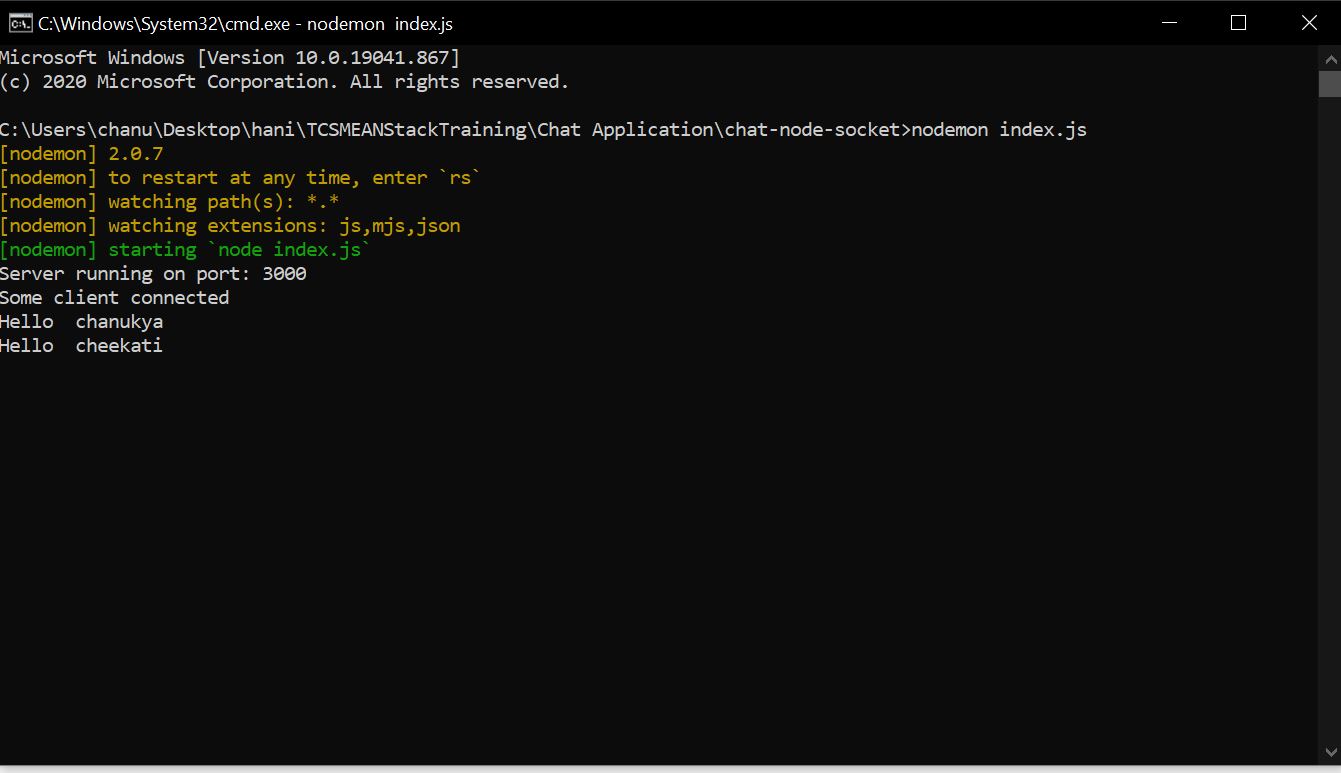 C:\Windows\System32\cmd.exe - nodemon  index.js
Microsoft Windows [Version 10.0.19041.867]
(c) 2020 Microsoft Corporation. All rights reserved.
C:\Users\chanu\Desktop\hani\TCSMEANStackTraining\Chat Application\chat-node-socket>nodemon index.js
[nodemon] 2.0.7
[nodemon] to restart at any time, enter `rs`
[nodemon] watching path(s): *.*
[nodemon] watching extensions: js,mjs,json
[nodemon] starting `node index.js`
Server running on port: 3000
Some client connected
Hello  chanukya
Hello  cheekati